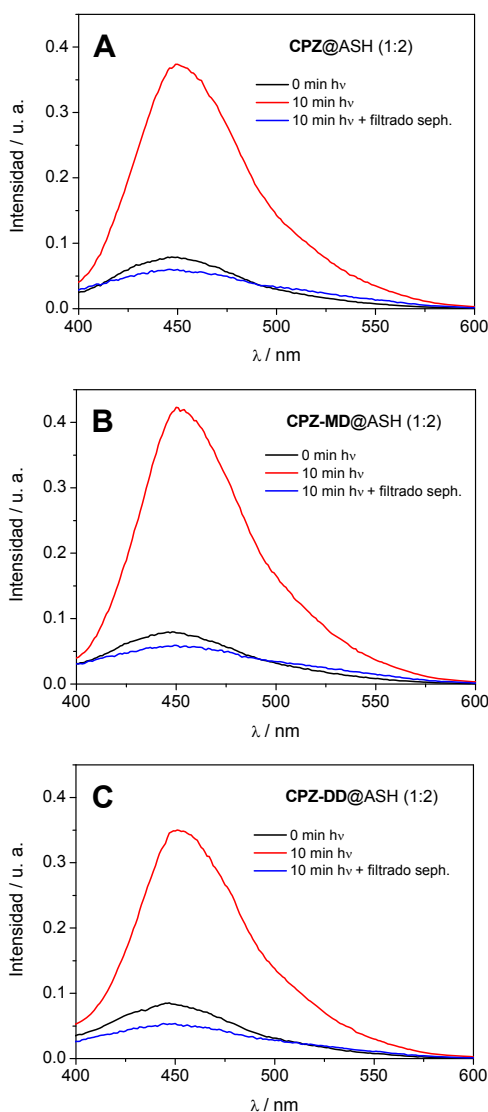 A
CPZ@ASH (1:2)
0 min hν
10 min hν
10 min hν + filtrado seph.
Intensidad / u. a.
0.4
0.3
0.2
0.1
0.0
400 450 500 550 600
λ / nm
B
CPZ-MD@ASH (1:2)
0 min hν
10 min hν
10 min hν + filtrado seph.
Intensidad / u. a.
0.4
0.3
0.2
0.1
0.0
400 450 500 550 600
λ / nm
C
CPZ-DD@ASH (1:2)
0 min hν
10 min hν
10 min hν + filtrado seph.
Intensidad / u. a.
0.4
0.3
0.2
0.1
0.0
400 450 500 550 600
λ / nm